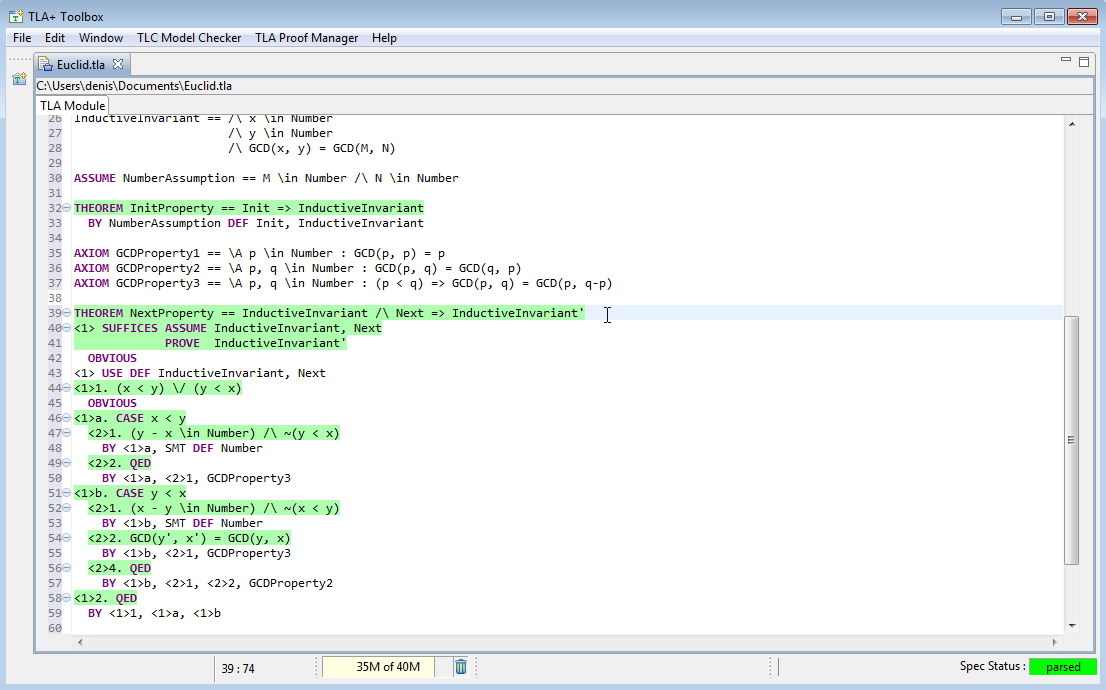 TLA+ Toolbox
File Edit Window TLC Model Checker TLA Proof Manager Help
Euclid.tla
C:\Users\denis\Documents\Euclid.tla
TLA Module
26 InductiveInvariant == /\ x \in Number
27 /\ y \in Number
28 /\ GCD(x, y) = GCD(M, N)
29
30 ASSUME NumberAssumption == M \in Number /\ N \in Number
31
32 THEOREM InitProperty == Init => InductiveInvariant
33 BY NumberAssumption DEF Init, InductiveInvariant
34
35 AXIOM GCDProperty1 == \A p \in Number : GCD(p, p) = p
36 AXIOM GCDProperty2 == \A p, q \in Number : GCD(p, q) = GCD(q, p)
37 AXIOM GCDProperty3 == \A p, q \in Number : (p < q) => GCD(p, q) = GCD(p, q-p)
38
39 THEOREM NextProperty == InductiveInvariant /\ Next => InductiveInvariant'
40 <1> SUFFICES ASSUME InductiveInvariant, Next
41 PROVE InductiveInvariant'
42 OBVIOUS
43 <1> USE DEF InductiveInvariant, Next
44 <1>1. (x < y) \/ (y < x)
45 OBVIOUS
46 <1>a. CASE x < y
47 <2>1. (y - x \in Number) /\ ~(y < x)
48 BY <1>a, SMT DEF Number
49 <2>2. QED
50 BY <1>a, <2>1, GCDProperty3
51 <1>b. CASE y < x
52 <2>1. (x - y \in Number) /\ ~(x < y)
53 BY <1>b, SMT DEF Number
54 <2>2. GCD(y', x') = GCD(y, x)
55 BY <1>b, <2>1, GCDProperty3
56 <2>4. QED
57 BY <1>b, <2>1, <2>2, GCDProperty2
58 <1>2. QED
59 BY <1>1, <1>a, <1>b
60
39 : 74 35M of 40M Spec Status : parsed